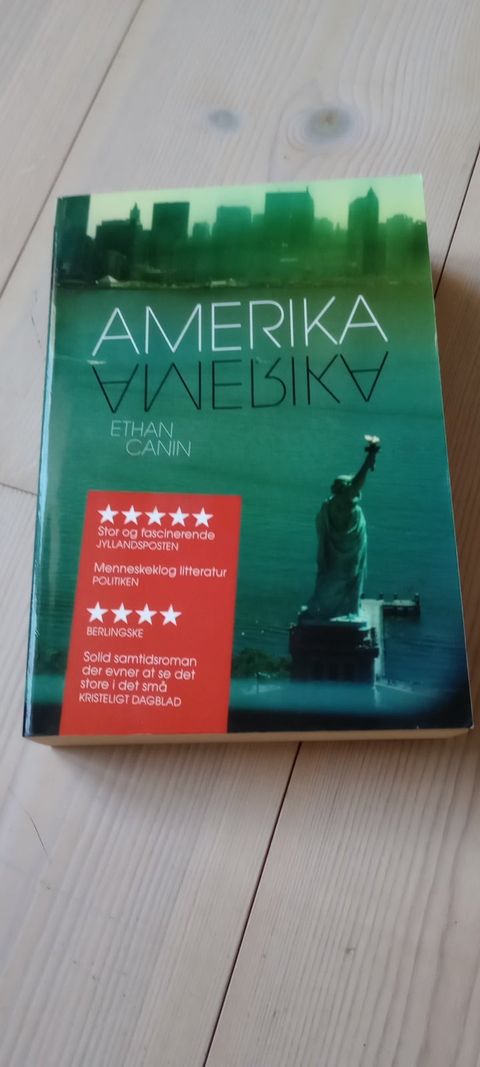 AMERIKA
AMERIKA
ETHAN
CANIN
★★★★★
Stor og fascinerende
JYLLANDSPOSTEN
Menneskeklog litteratur
POLITIKEN
★★★★
BERLINGSKE
Solid samtidsroman
der evner at se det
store i det små
KRISTELIGT DAGBLAD